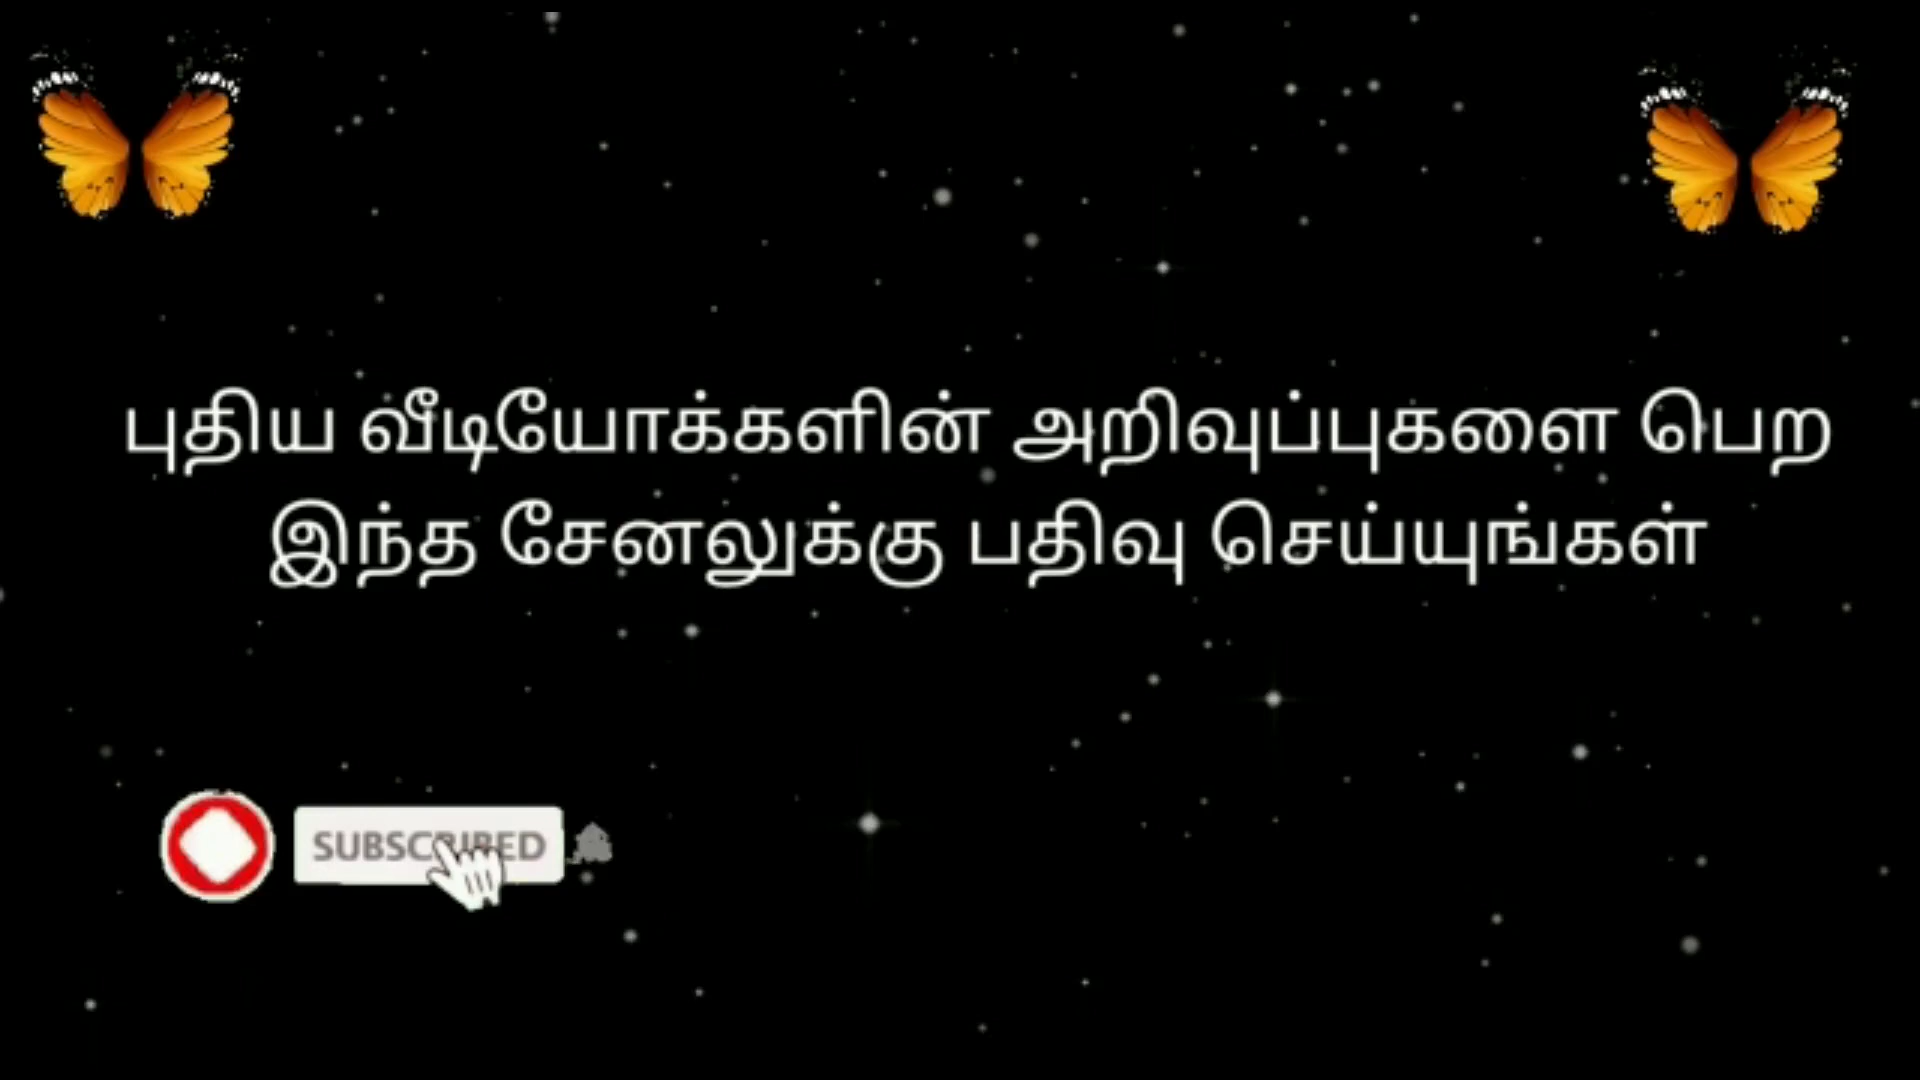 புதிய வீடியோக்களின் அறிவுப்புகளை பெற
இந்த சேனலுக்கு பதிவு செய்யுங்கள்
SUBSCRIBED